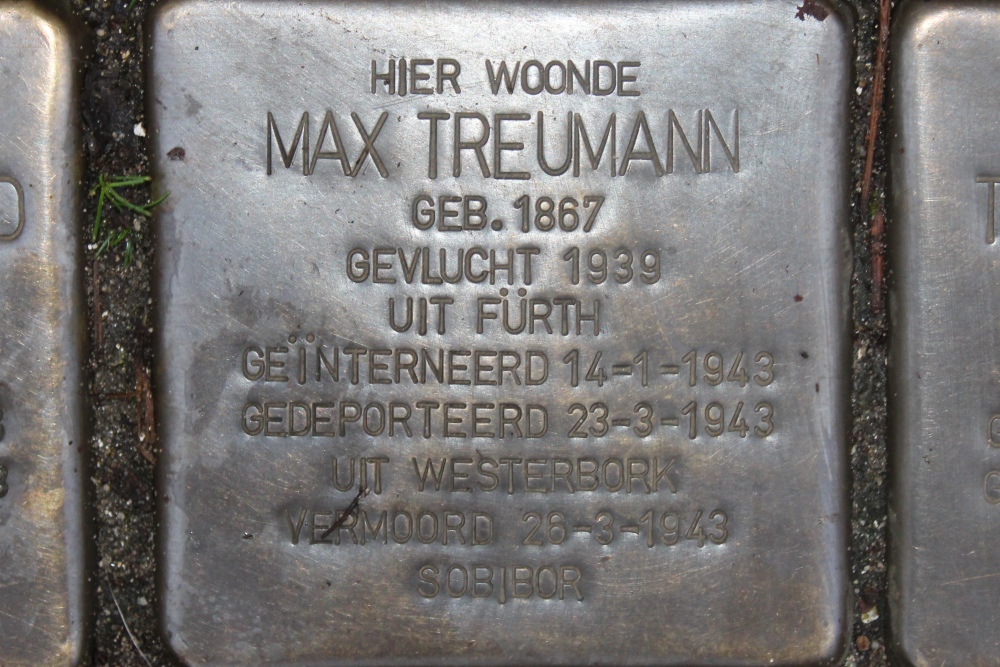 HIER WOONDE
MAX TREUMANN
GEB. 1867
GEVLUCHT 1939
UIT FÜRTH
GEÏNTERNEERD 14-1-1943
GEDEPORTEERD 23-3-1943
UIT WESTERBORK
VERMOORD 26-3-1943
SOBIBOR